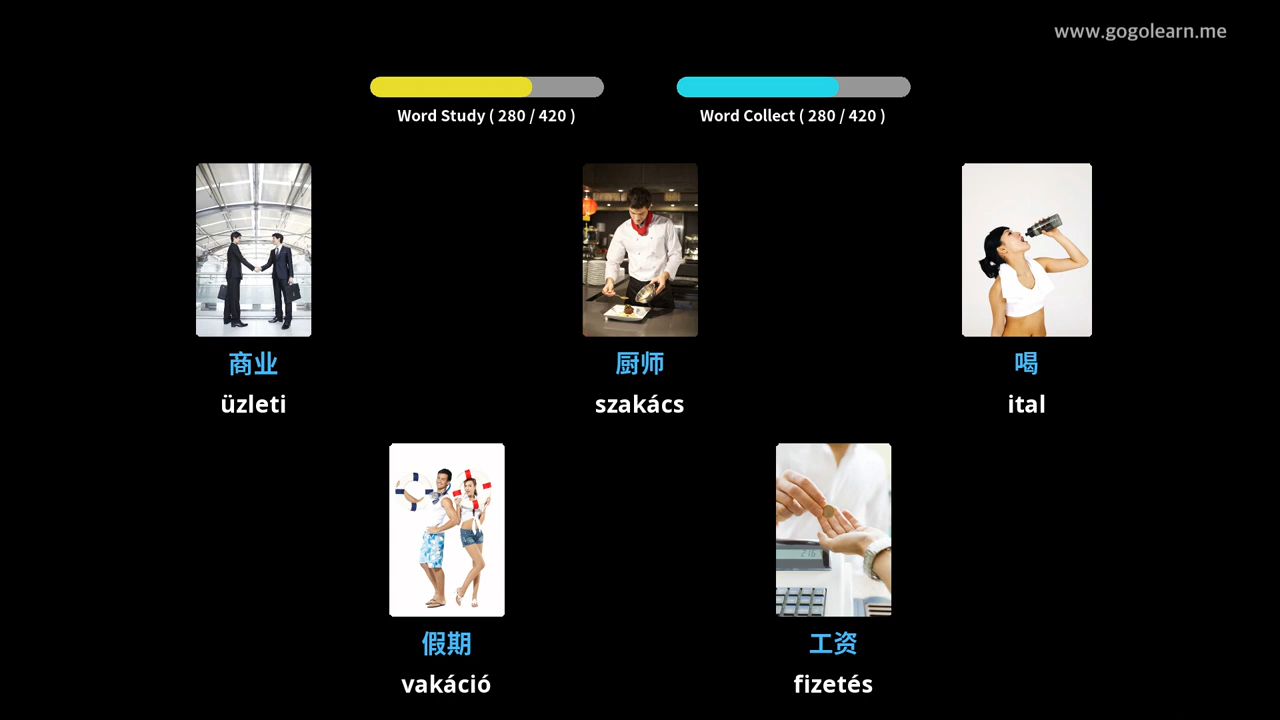 www.gogolearn.me
Word Study ( 280 / 420 )
Word Collect ( 280 / 420 )
商业
厨师
喝
üzleti
szakács
ital
假期
工资
vakáció
fizetés